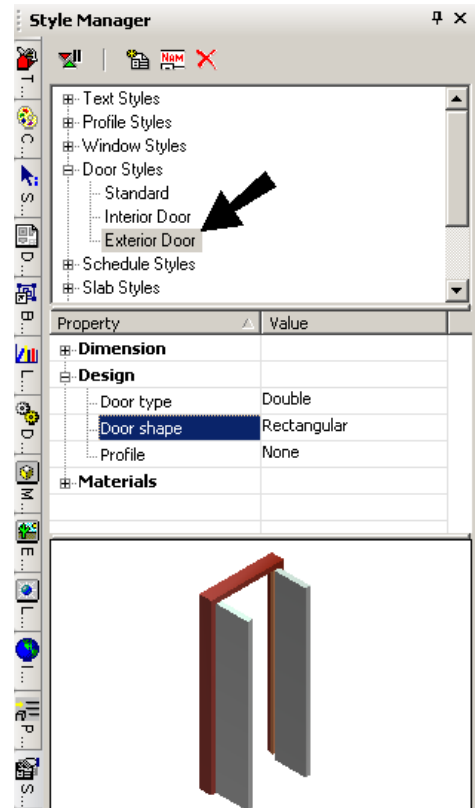 Style Manager
NAM
Text Styles
Profile Styles
Window Styles
Door Styles
Standard
Interior Door
Exterior Door
Schedule Styles
Slab Styles
Property Value
Dimension
Design
Door type Double
Door shape Rectangular
Profile None
Materials
T...
C...
S...
D...
B...
L...
D...
M...
E...
L...
I...
P...
S...